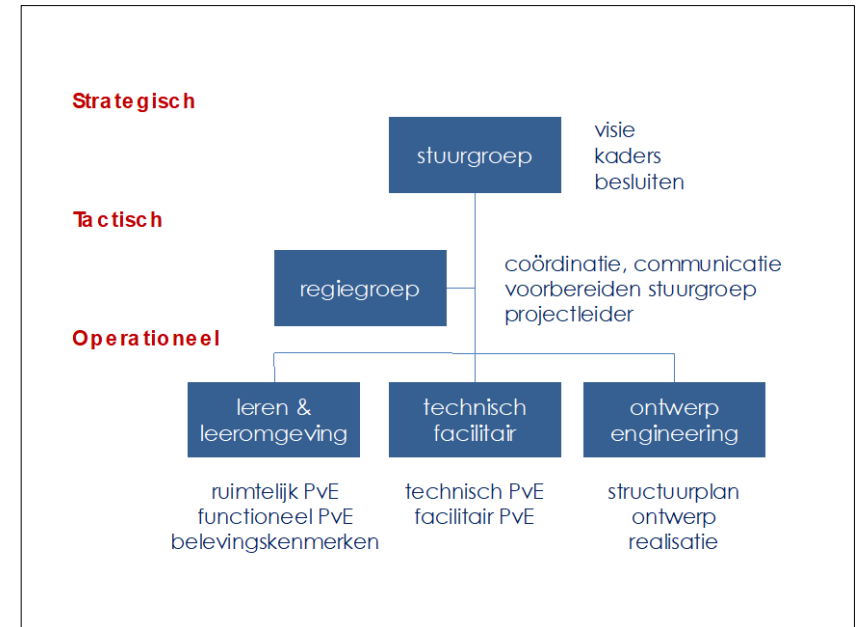 Strategisch
stuurgroep
visie
kaders
besluiten
Tactisch
regiegroep
coördinatie, communicatie
voorbereiden stuurgroep
projectleider
Operationeel
leren &
leeromgeving
technisch
facilitair
ontwerp
engineering
ruimtelijk PvE
functioneel PvE
belevingskenmerken
technisch PvE
facilitair PvE
structuurplan
ontwerp
realisatie